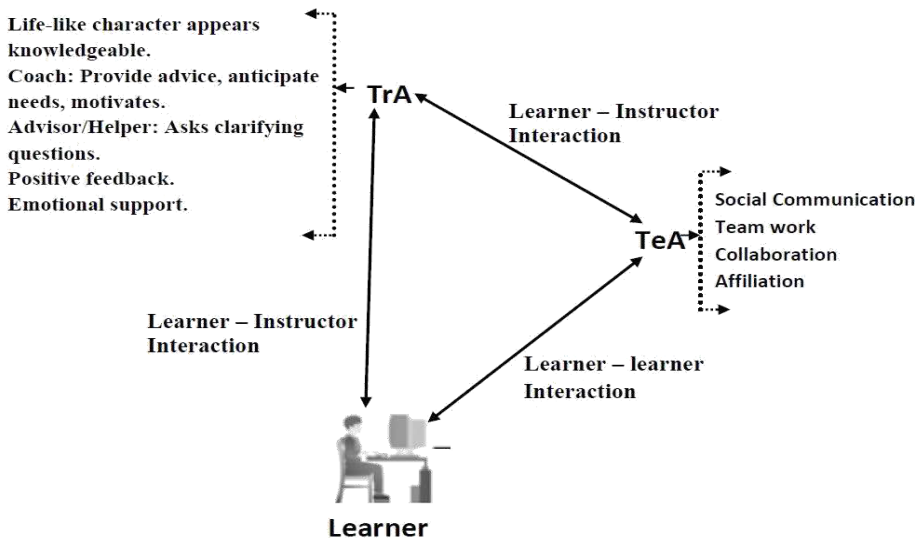 Life-like character appears
knowledgeable.
Coach: Provide advice, anticipate
needs, motivates.
Advisor/Helper: Asks clarifying
questions.
Positive feedback.
Emotional support.
TrA
Learner – Instructor
Interaction
TeA
Social Communication
Team work
Collaboration
Affiliation
Learner – Instructor
Interaction
Learner – learner
Interaction
Learner